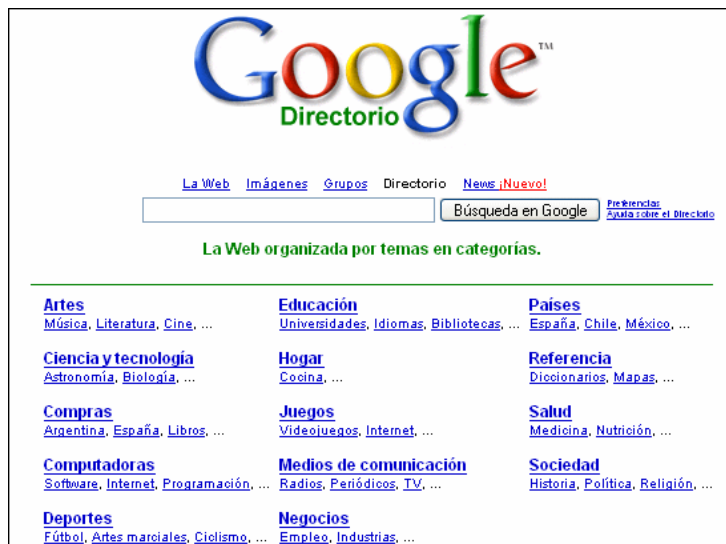 Google™
Directorio
La Web Imágenes Grupos Directorio News ¡Nuevo!
Búsqueda en Google
Preferencias
Ayuda sobre el Directorio
La Web organizada por temas en categorías.
Artes
Música, Literatura, Cine, ...
Educación
Universidades, Idiomas, Bibliotecas, ...
Países
España, Chile, México, ...
Ciencia y tecnología
Astronomía, Biología, ...
Hogar
Cocina, ...
Referencia
Diccionarios, Mapas, ...
Compras
Argentina, España, Libros, ...
Juegos
Videojuegos, Internet, ...
Salud
Medicina, Nutrición, ...
Computadoras
Software, Internet, Programación, ...
Medios de comunicación
Radios, Periódicos, TV, ...
Sociedad
Historia, Política, Religión, ...
Deportes
Fútbol, Artes marciales, Ciclismo, ...
Negocios
Empleo, Industrias, ...